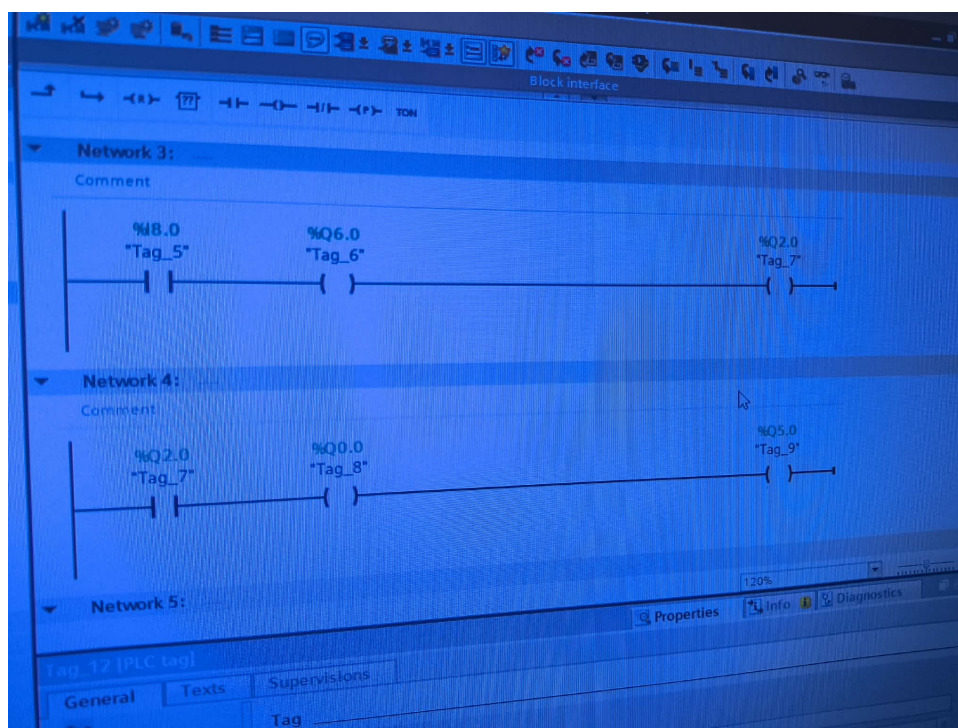 Block interface
TON
Network 3:
Comment
%I8.0
"Tag_5"
%Q6.0
"Tag_6"
%Q2.0
"Tag_7"
Network 4:
Comment
%Q2.0
"Tag_7"
%Q0.0
"Tag_8"
%Q5.0
"Tag_9"
Network 5:
120%
Properties
Info
Diagnostics
Tag_12 [PLC tag]
General
Texts
Supervisions
Tag